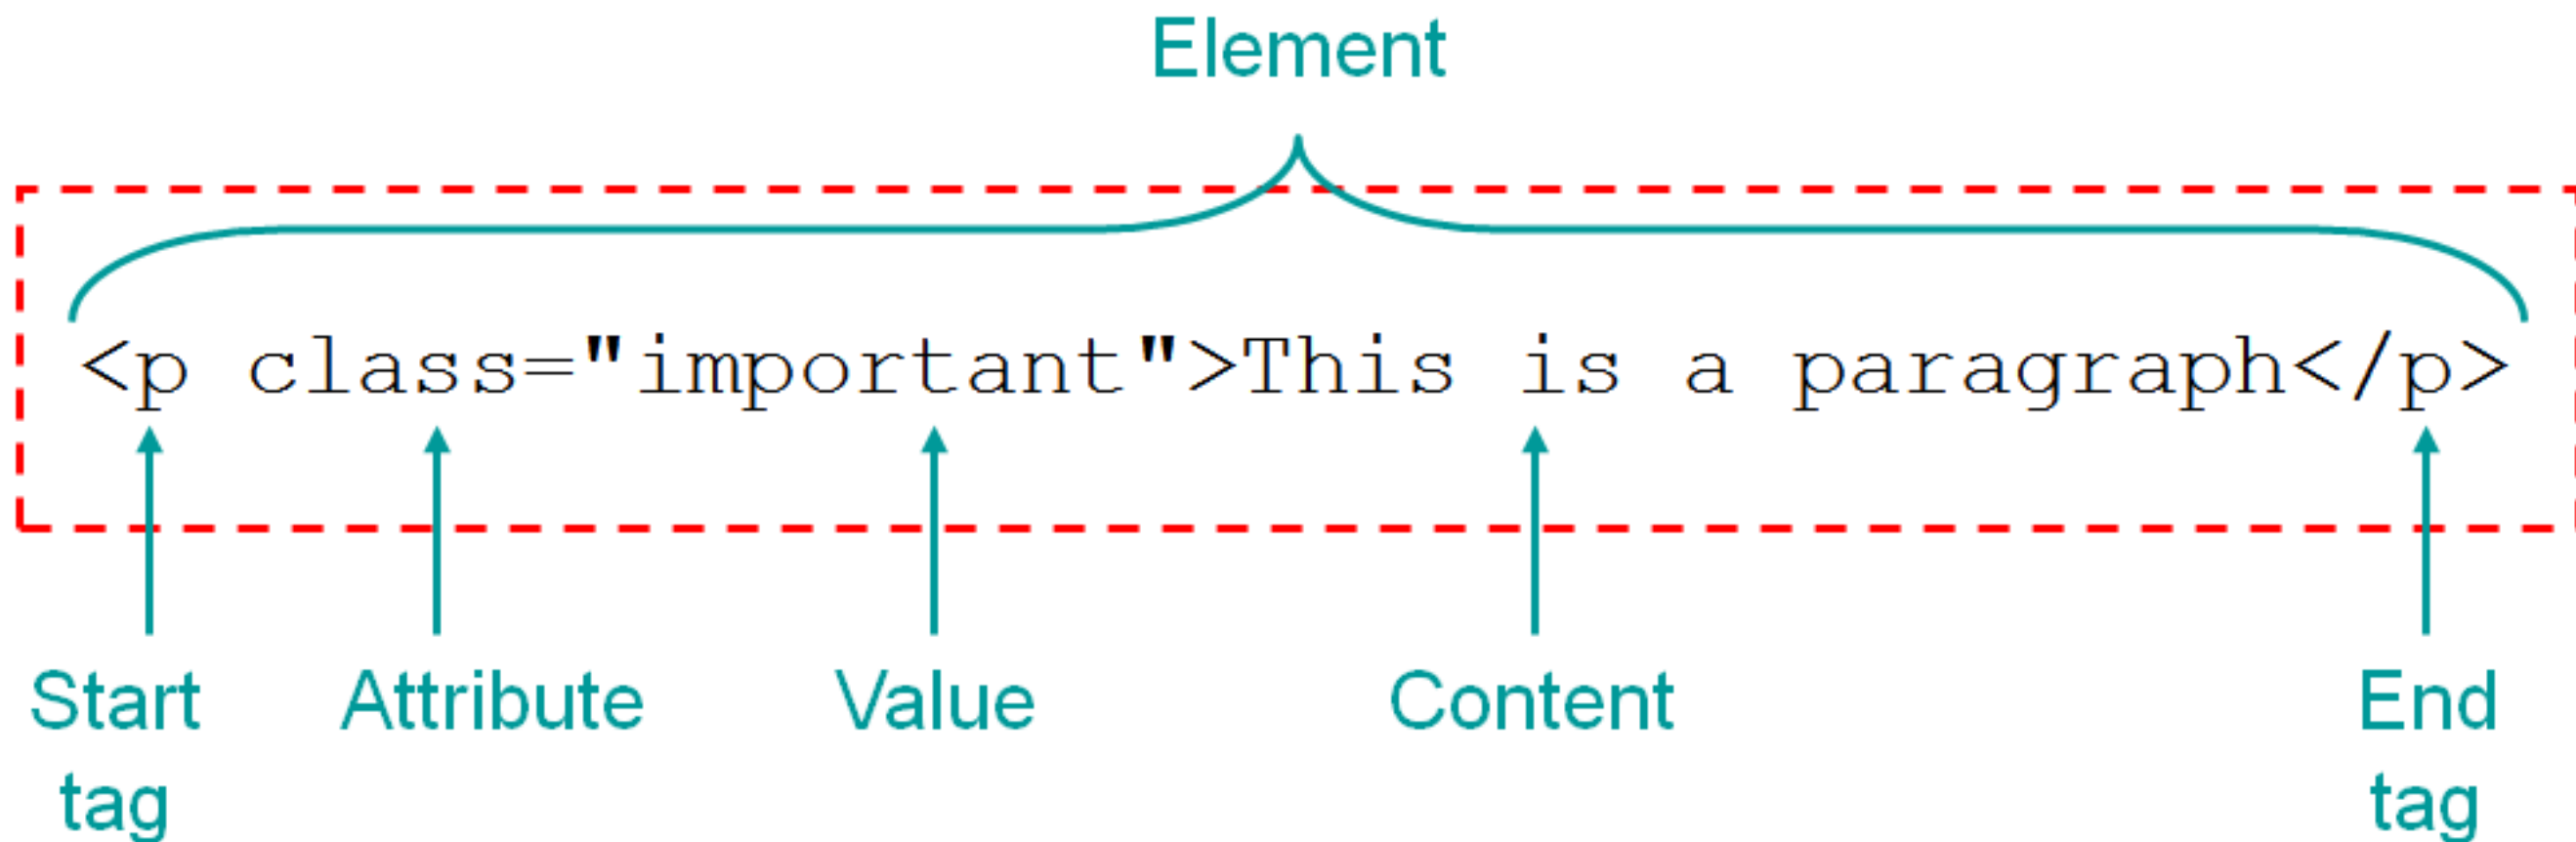 Element
<p class="important">This is a paragraph</p>
Start tag
Attribute
Value
Content
End tag